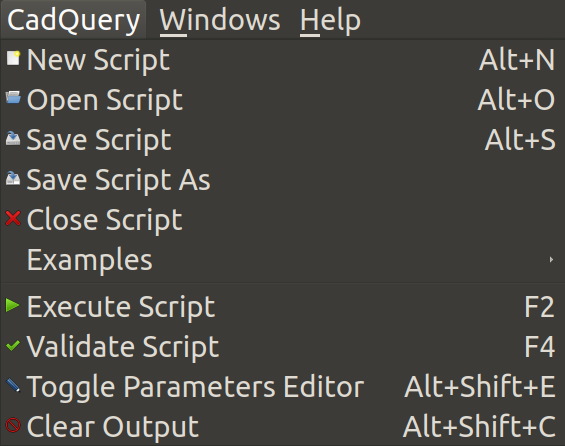 CadQuery Windows Help
New Script Alt+N
Open Script Alt+O
Save Script Alt+S
Save Script As
Close Script
Examples
Execute Script F2
Validate Script F4
Toggle Parameters Editor Alt+Shift+E
Clear Output Alt+Shift+C